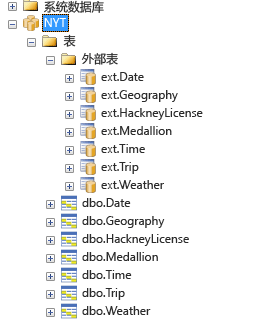 系统数据库
NYT
表
外部表
ext.Date
ext.Geography
ext.HackneyLicense
ext.Medallion
ext.Time
ext.Trip
ext.Weather
dbo.Date
dbo.Geography
dbo.HackneyLicense
dbo.Medallion
dbo.Time
dbo.Trip
dbo.Weather